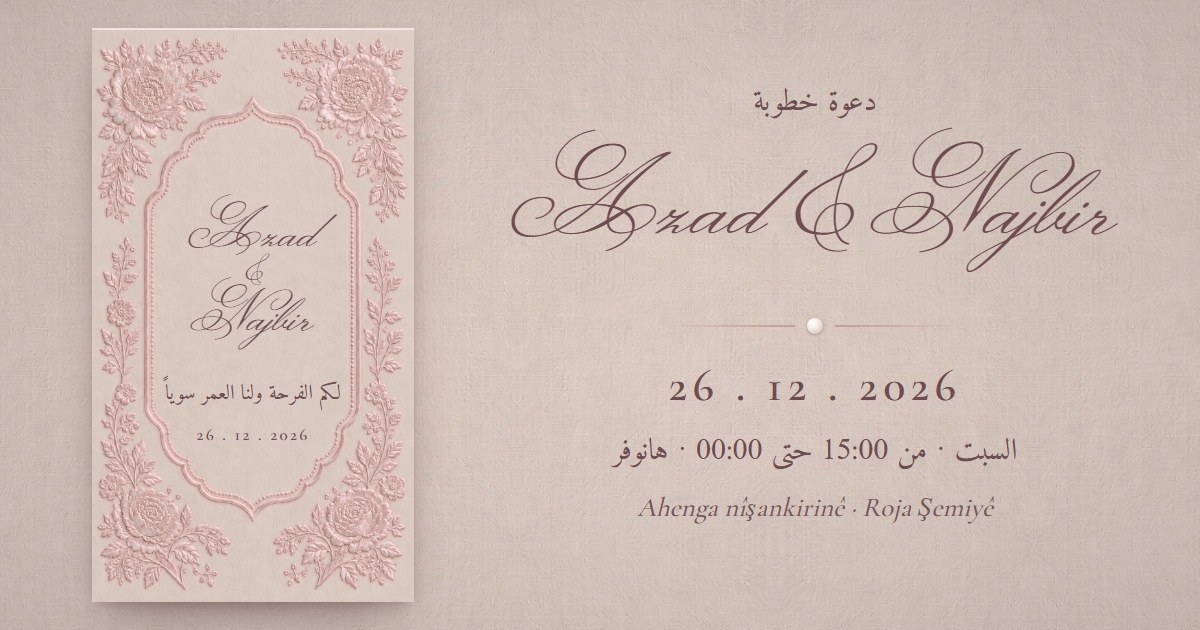 Azad
&
Najbir
لكم الفرحة ولنا العمر سوياً
26 . 12 . 2026
دعوة خطوبة
Azad & Najbir
26 . 12 . 2026
السبت · من 15:00 حتى 00:00 · هانوفر
Ahenga nîşankirinê · Roja Şemiyê